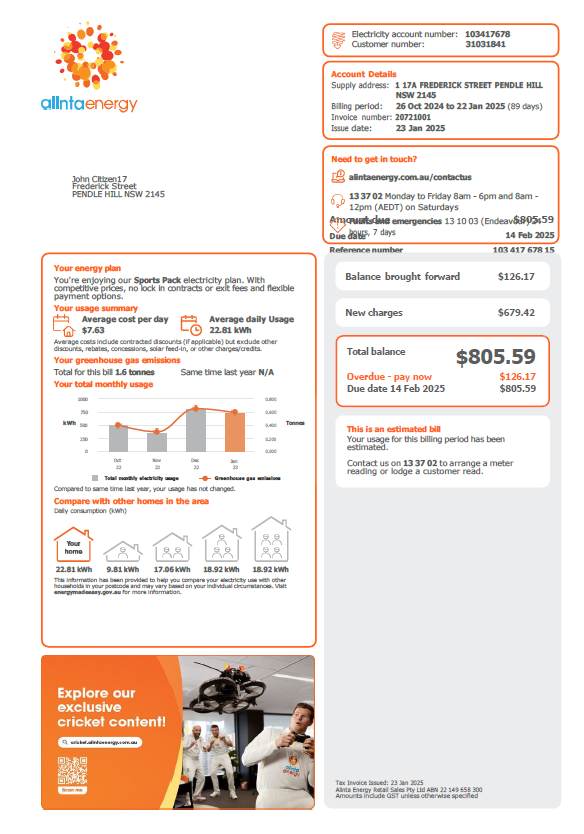 alintaenergy
Electricity account number: 103417678
Customer number: 31031841
Account Details
Supply address: 1 17A FREDERICK STREET PENDLE HILL
NSW 2145
Billing period: 26 Oct 2024 to 22 Jan 2025 (89 days)
Invoice number: 20721001
Issue date: 23 Jan 2025
Need to get in touch?
alintaenergy.com.au/contactus
13 37 02 Monday to Friday 8am - 6pm and 8am -
12pm (AEDT) on Saturdays
Amount due $805.59
Faults and emergencies 13 10 03 (Endeavour) 24
hours, 7 days
Due date 14 Feb 2025
Reference number 103 417 678 15
John Citizen17
Frederick Street
PENDLE HILL NSW 2145
Your energy plan
You're enjoying our Sports Pack electricity plan. With
competitive prices, no lock in contracts or exit fees and flexible
payment options.
Your usage summary
Average cost per day
$7.63
Average daily Usage
22.81 kWh
Average costs include contracted discounts (if applicable) but exclude other
discounts, rebates, concessions, solar feed-in, or other charges/credits.
Your greenhouse gas emissions
Total for this bill 1.6 tonnes Same time last year N/A
Your total monthly usage
kWh
1000
750
500
250
0
0.800
0.600
0.400
0.200
0.000
Tonnes
Oct
22
Nov
22
Dec
22
Jan
22
Total monthly electricity usage
Greenhouse gas emissions
Compared to same time last year, your usage has not changed.
Compare with other homes in the area
Daily consumption (kWh)
Your
home
22.81 kWh 9.81 kWh 17.06 kWh 18.92 kWh 18.92 kWh
This information has been provided to help you compare your electricity use with other
households in your postcode and may vary based on your individual circumstances. Visit
energymadeeasy.gov.au for more information.
Balance brought forward $126.17
New charges $679.42
Total balance $805.59
Overdue - pay now $126.17
Due date 14 Feb 2025 $805.59
This is an estimated bill
Your usage for this billing period has been
estimated.
Contact us on 13 37 02 to arrange a meter
reading or lodge a customer read.
Explore our
exclusive
cricket content!
cricket.alintaenergy.com.au
Scan me
alinta
energy
Tax Invoice Issued: 23 Jan 2025
Alinta Energy Retail Sales Pty Ltd ABN 22 149 658 300
Amounts include GST unless otherwise specified